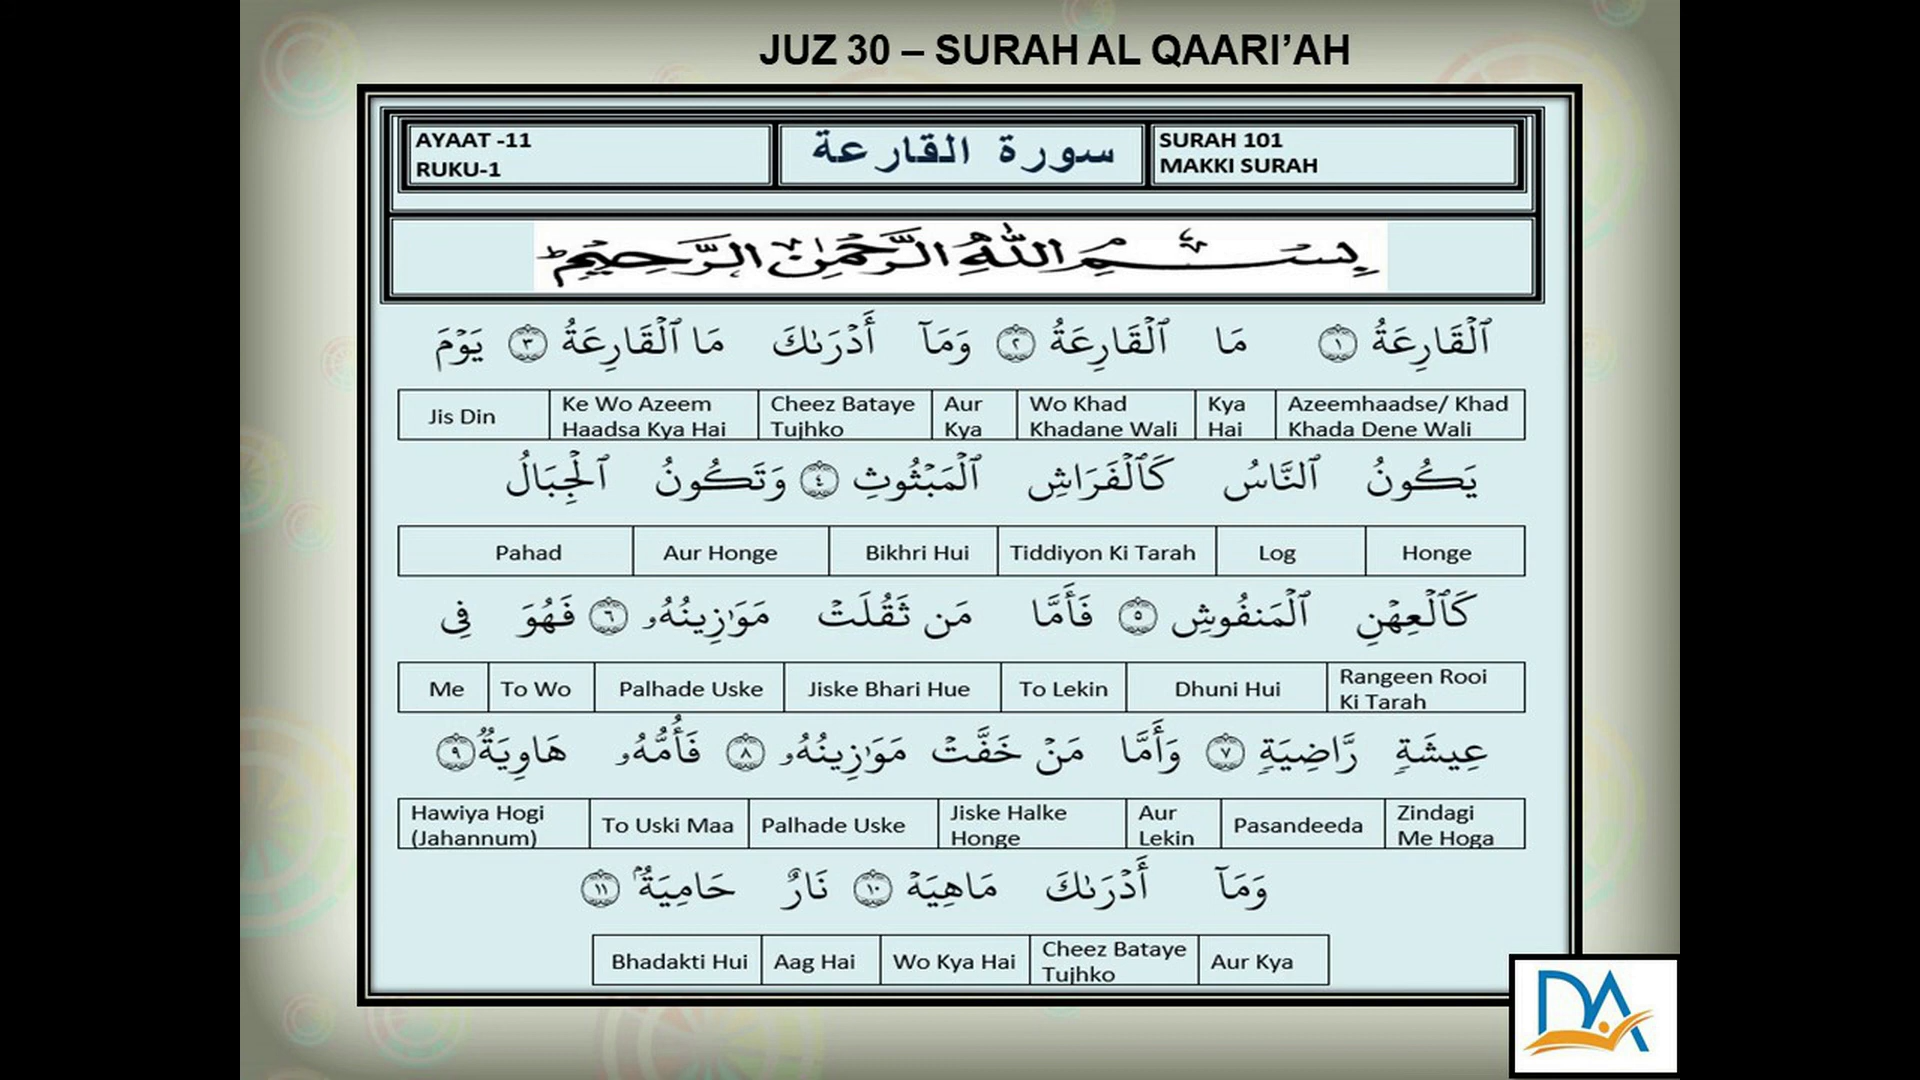 JUZ 30 – SURAH AL QAARI’AH
AYAAT -11
RUKU-1
سورة القارعة
SURAH 101
MAKKI SURAH
بِسْمِ اللهِ الرَّحْمٰنِ الرَّحِيْمِ ؕ
ٱلْقَارِعَةُ ١ مَا ٱلْقَارِعَةُ ٢ وَمَآ أَدْرَىٰكَ مَا ٱلْقَارِعَةُ ٣ يَوْمَ
Jis Din | Ke Wo Azeem Haadsa Kya Hai | Cheez Bataye Tujhko | Aur Kya | Wo Khad Khadane Wali | Kya Hai | Azeemhaadse/ Khad Khada Dene Wali
يَكُونُ ٱلنَّاسُ كَٱلْفَرَاشِ ٱلْمَبْثُوثِ ٤ وَتَكُونُ ٱلْجِبَالُ
Pahad | Aur Honge | Bikhri Hui | Tiddiyon Ki Tarah | Log | Honge
كَٱلْعِهْنِ ٱلْمَنفُوشِ ٥ فَأَمَّا مَن ثَقُلَتْ مَوَٰزِينُهُۥ ٦ فَهُوَ فِى
Me | To Wo | Palhade Uske | Jiske Bhari Hue | To Lekin | Dhuni Hui | Rangeen Rooi Ki Tarah
عِيشَةٍ رَّاضِيَةٍ ٧ وَأَمَّا مَنْ خَفَّتْ مَوَٰزِينُهُۥ ٨ فَأُمُّهُۥ هَاوِيَةٌ ٩
Hawiya Hogi (Jahannum) | To Uski Maa | Palhade Uske | Jiske Halke Honge | Aur Lekin | Pasandeeda | Zindagi Me Hoga
وَمَآ أَدْرَىٰكَ مَاهِيَهْ ١٠ نَارٌ حَامِيَةٌۢ ١١
Bhadakti Hui | Aag Hai | Wo Kya Hai | Cheez Bataye Tujhko | Aur Kya
DA